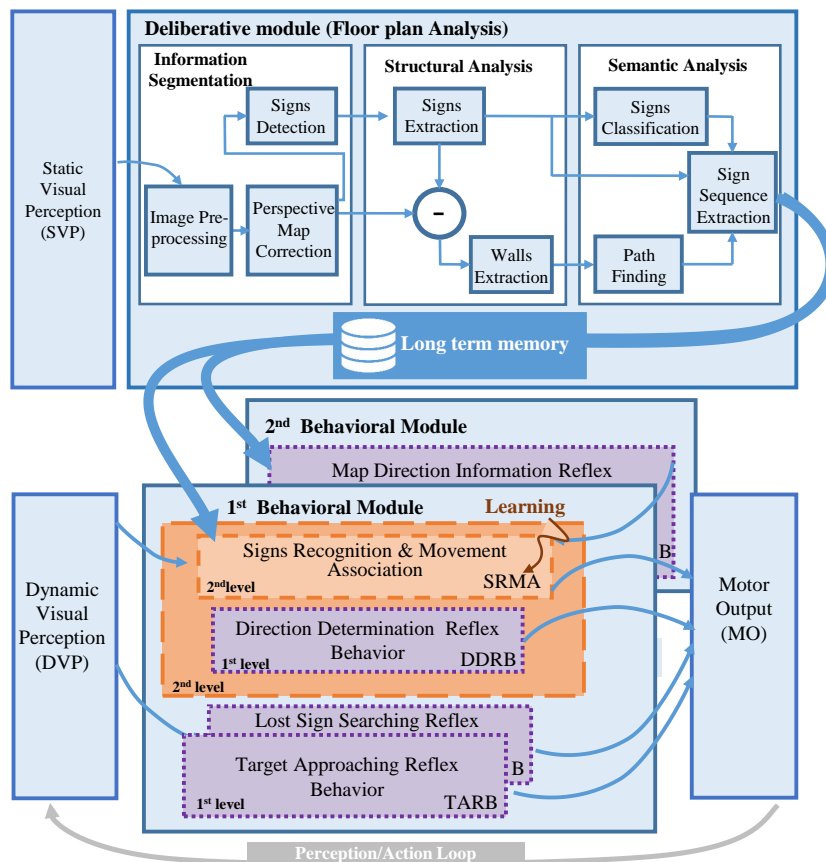 Deliberative module (Floor plan Analysis)
Information
Segmentation
Structural Analysis
Semantic Analysis
Signs
Detection
Signs
Extraction
Signs
Classification
Static
Visual
Perception
(SVP)
Image Pre-
processing
Perspective
Map
Correction
-
Sign
Sequence
Extraction
Walls
Extraction
Path
Finding
Long term memory
2nd Behavioral Module
Map Direction Information Reflex
B
1st Behavioral Module
Learning
Signs Recognition & Movement
Association
2nd level
SRMA
Dynamic
Visual
Perception
(DVP)
Motor
Output
(MO)
Direction Determination Reflex
Behavior
1st level
DDRB
2nd level
Lost Sign Searching Reflex
B
Target Approaching Reflex
Behavior
1st level
TARB
Perception/Action Loop